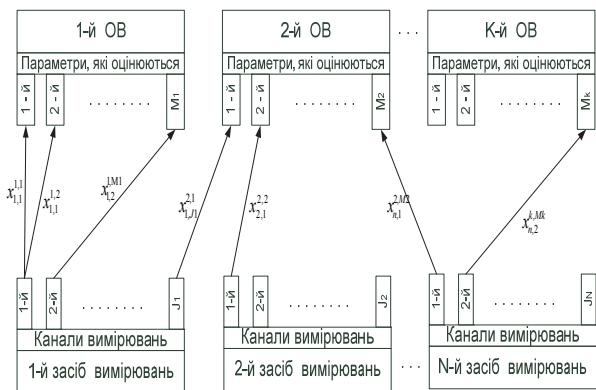 1-й ОВ 2-й ОВ . . . К-й ОВ
Параметри, які оцінюються Параметри, які оцінюються Параметри, які оцінюються
1 - й 2 - й . . . . . . . . M₁ 1 - й 2 - й . . . . . . . . M₂ 1 - й 2 - й . . . . . . . . Mₖ
x₁,₁^1,1 x₁,₁^1,2 x₁,₂^1,M1 x₁,J1^2,1 x₂,₁^2,2 xₙ,₁^2,M2 xₙ,₂^k,Mk
1-й 2-й . . . . . . . . J₁ 1-й 2-й . . . . . . . . J₂ 1-й 2-й . . . . . . . . Jɴ
Канали вимірювань Канали вимірювань Канали вимірювань
1-й засіб вимірювань 2-й засіб вимірювань . . . N-й засіб вимірювань